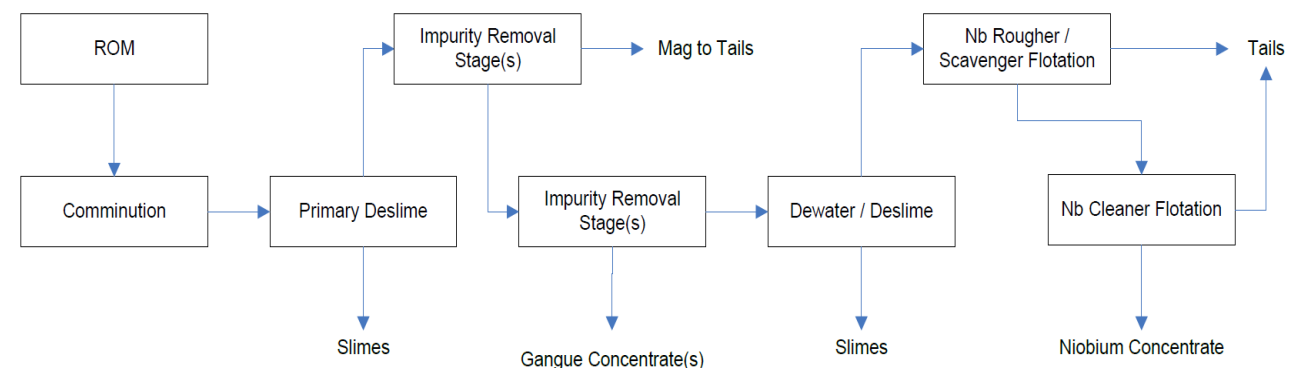 ROM
Impurity Removal
Stage(s)
Mag to Tails
Nb Rougher /
Scavenger Flotation
Tails
Comminution
Primary Deslime
Impurity Removal
Stage(s)
Dewater / Deslime
Nb Cleaner Flotation
Slimes
Gangue Concentrate(s)
Slimes
Niobium Concentrate